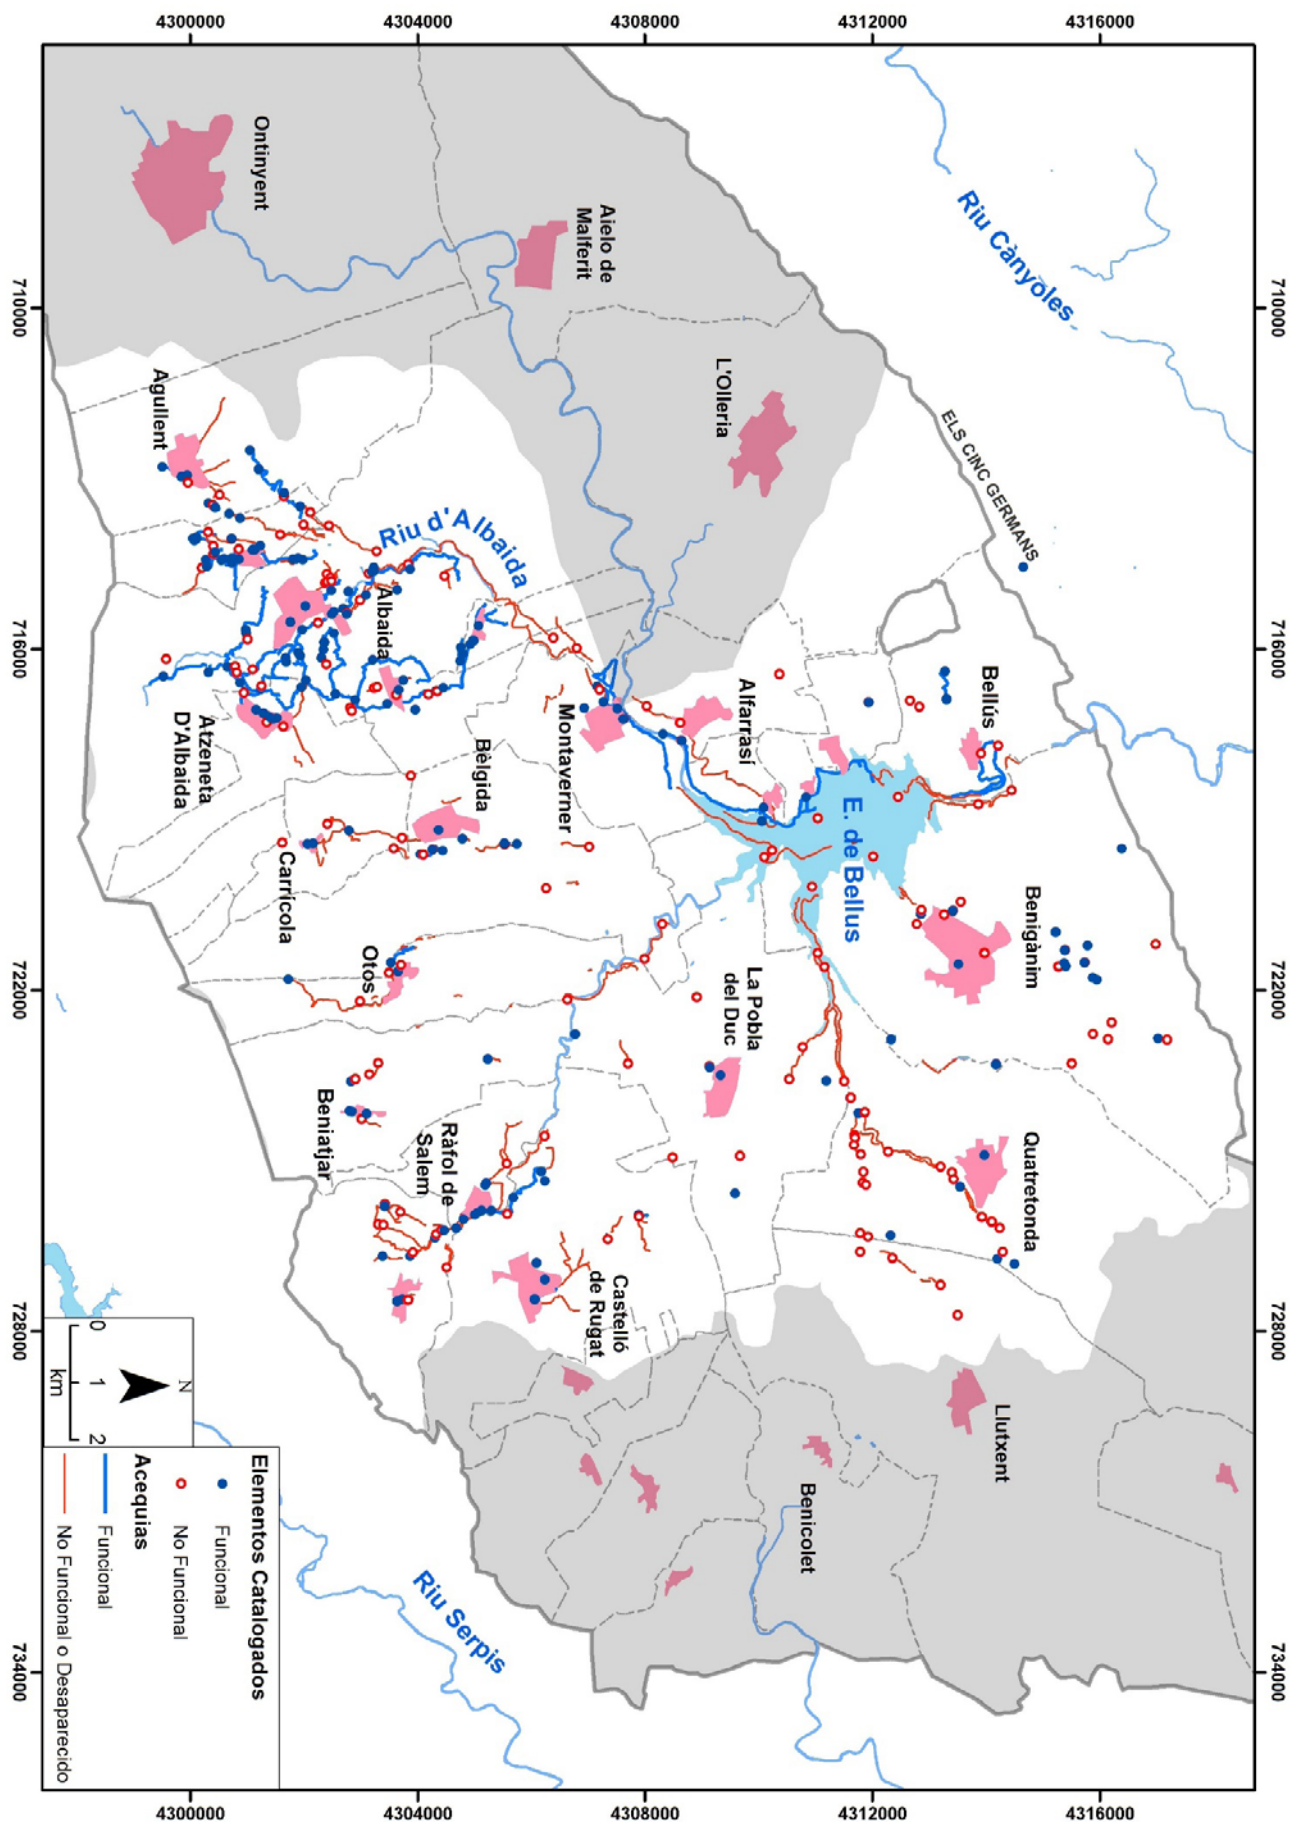 4300000
4304000
4308000
4312000
4316000
710000
716000
722000
728000
734000
710000
716000
722000
728000
734000
4300000
4304000
4308000
4312000
4316000
Riu Cànyoles
ELS CINC GERMANS
Bellús
Benigànim
Quatretonda
Llutxent
L'Olleria
Alfarrasí
E. de Bellus
La Pobla
del Duc
Benicolet
Aielo de
Malferit
Montaverner
Castelló
de Rugat
Riu d'Albaida
Albaida
Bèlgida
Ràfol de
Salem
Riu Serpis
Ontinyent
Otos
Beniatjar
Carrícola
Atzeneta
D'Albaida
Agullent
N
0
1
2
km
Elementos Catalogados
Funcional
No Funcional
Acequias
Funcional
No Funcional o Desaparecido